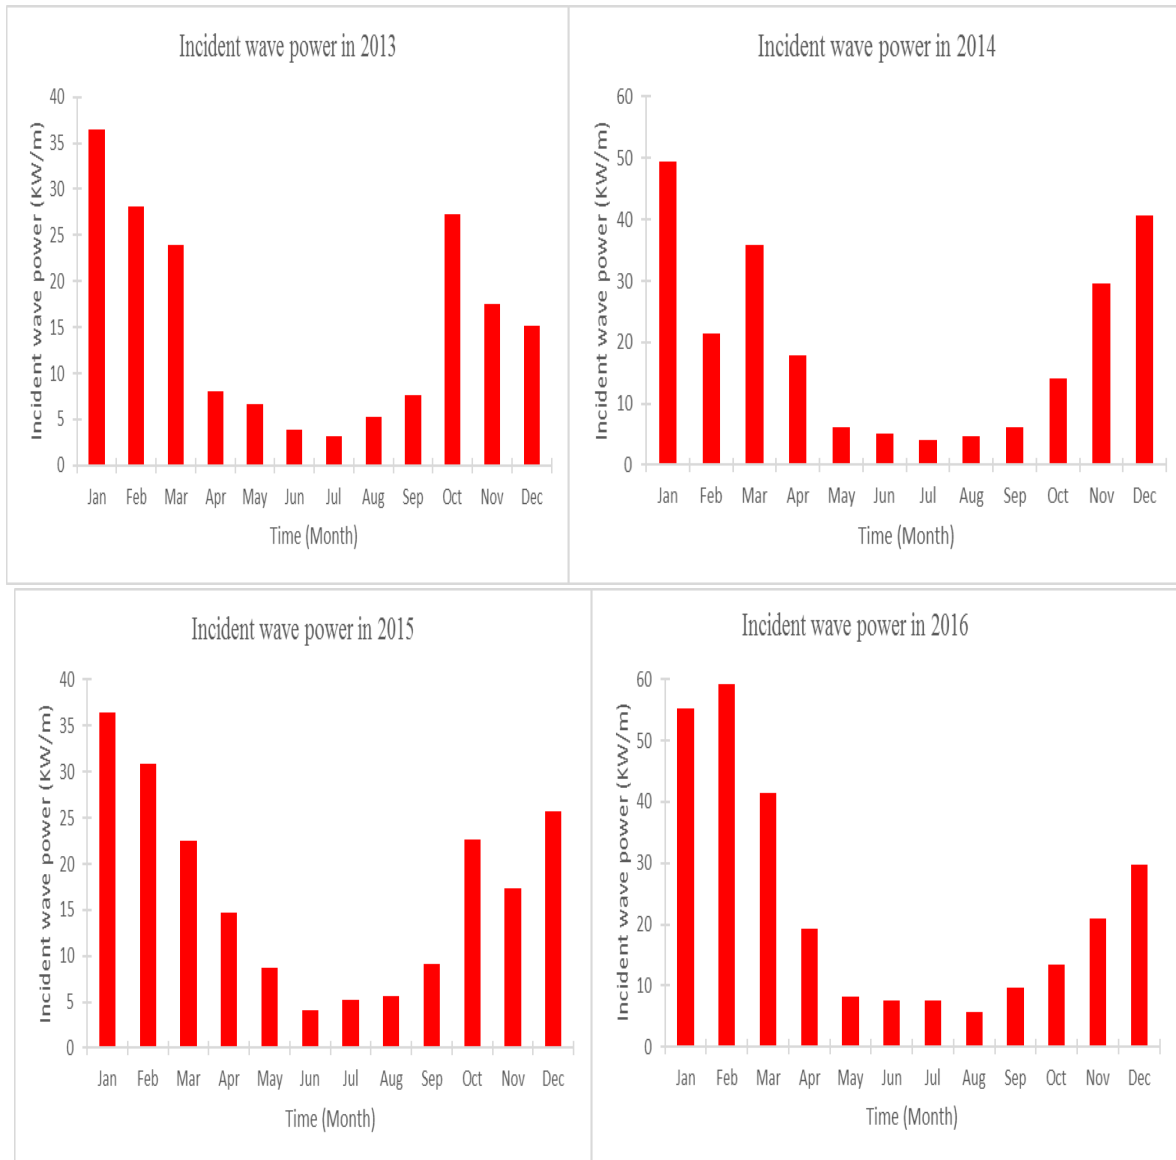 Incident wave power in 2013
Incident wave power (KW/m)
40
35
30
25
20
15
10
5
0
Jan Feb Mar Apr May Jun Jul Aug Sep Oct Nov Dec
Time (Month)
Incident wave power in 2014
Incident wave power (KW/m)
60
50
40
30
20
10
0
Jan Feb Mar Apr May Jun Jul Aug Sep Oct Nov Dec
Time (Month)
Incident wave power in 2015
Incident wave power (KW/m)
40
35
30
25
20
15
10
5
0
Jan Feb Mar Apr May Jun Jul Aug Sep Oct Nov Dec
Time (Month)
Incident wave power in 2016
Incident wave power (KW/m)
60
50
40
30
20
10
0
Jan Feb Mar Apr May Jun Jul Aug Sep Oct Nov Dec
Time (Month)